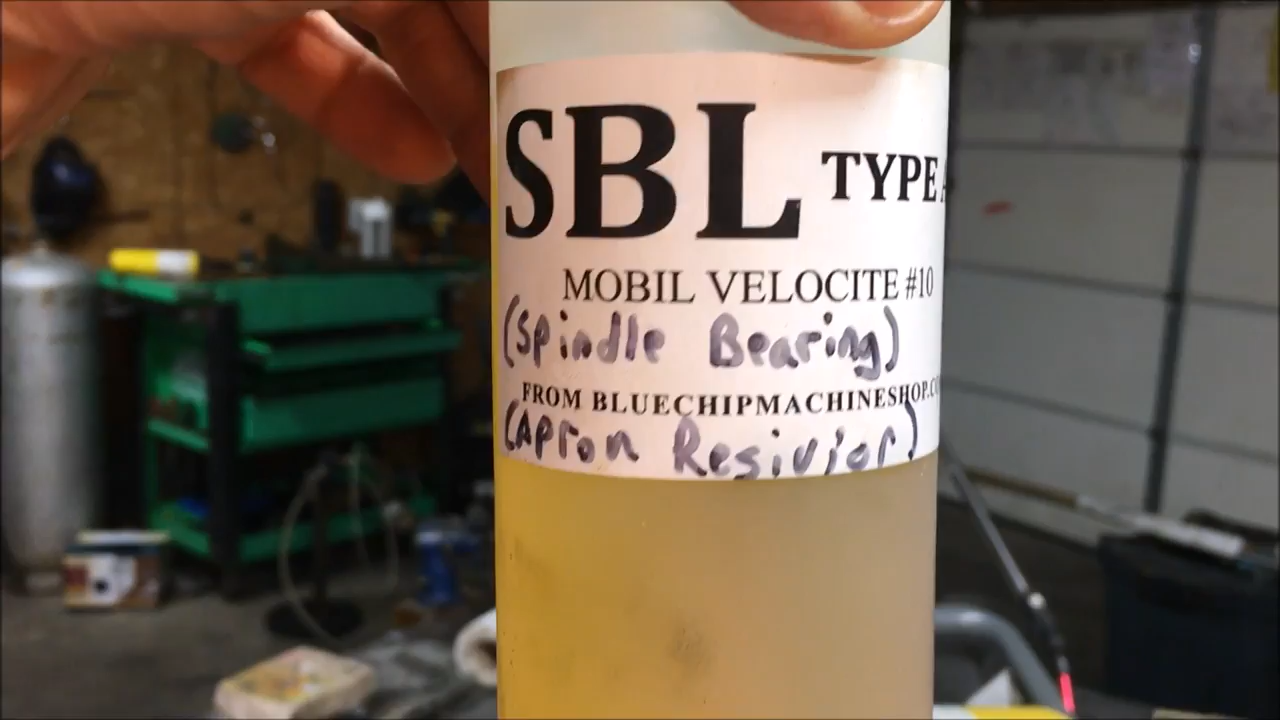 SBL TYPE A
MOBIL VELOCITE #10
(Spindle Bearing)
FROM BLUECHIPMACHINESHOP.CO
(Apron Resivior)